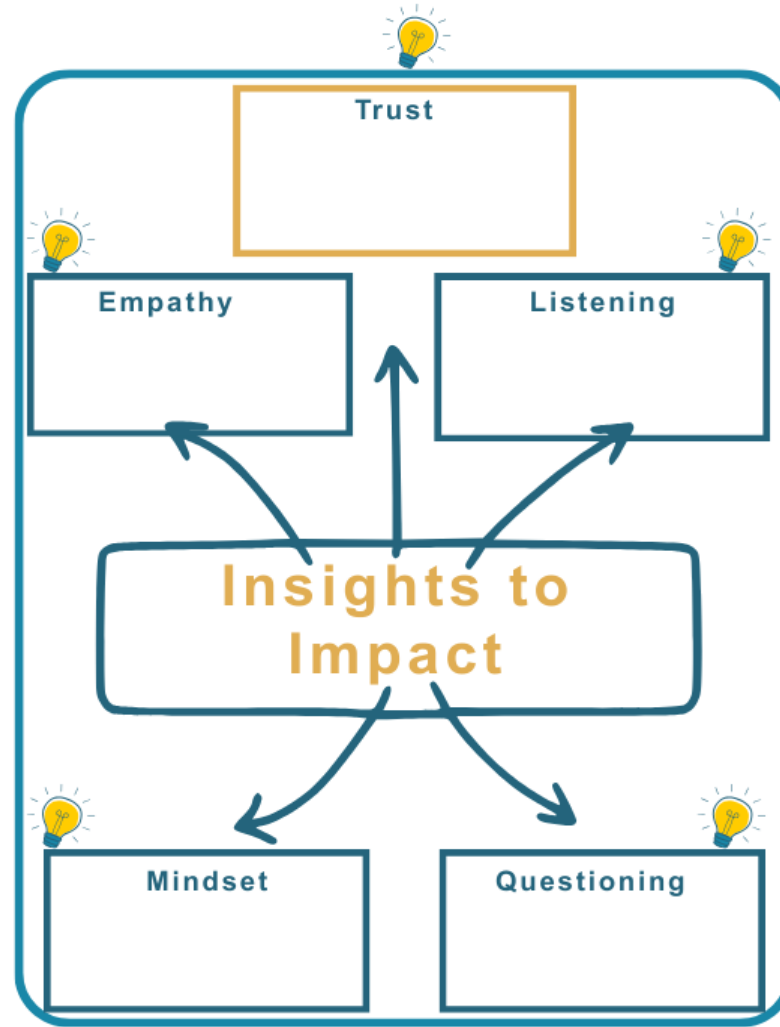 Trust
Empathy
Listening
Insights to
Impact
Mindset
Questioning